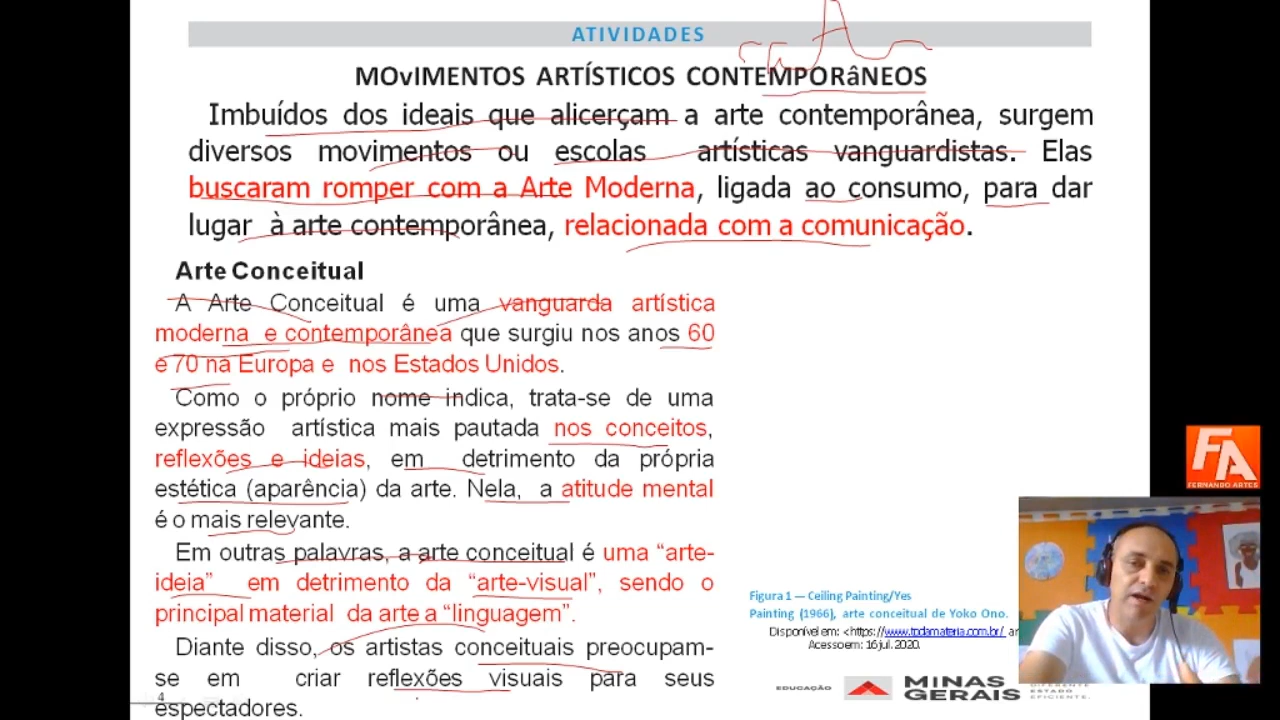 ATIVIDADES
MOvIMENTOS ARTÍSTICOS CONTEMPORâNEOS
Imbuídos dos ideais que alicerçam a arte contemporânea, surgem
diversos movimentos ou escolas artísticas vanguardistas. Elas
buscaram romper com a Arte Moderna, ligada ao consumo, para dar
lugar à arte contemporânea, relacionada com a comunicação.
Arte Conceitual
A Arte Conceitual é uma vanguarda artística
moderna e contemporânea que surgiu nos anos 60
e 70 na Europa e nos Estados Unidos.
Como o próprio nome indica, trata-se de uma
expressão artística mais pautada nos conceitos,
reflexões e ideias, em detrimento da própria
estética (aparência) da arte. Nela, a atitude mental
é o mais relevante.
Em outras palavras, a arte conceitual é uma “arte-
ideia” em detrimento da “arte-visual”, sendo o
principal material da arte a “linguagem”.
Diante disso, os artistas conceituais preocupam-
se em criar reflexões visuais para seus
espectadores.
4
Figura 1 — Ceiling Painting/Yes
Painting (1966), arte conceitual de Yoko Ono.
Disponível em: <https://www.todamateria.com.br/ ar
Acesso em: 16 jul. 2020.
EDUCAÇÃO
MINAS
GERAIS
DIFERENTE
ESTADO
EFICIENTE.
FA
FERNANDO ARTES